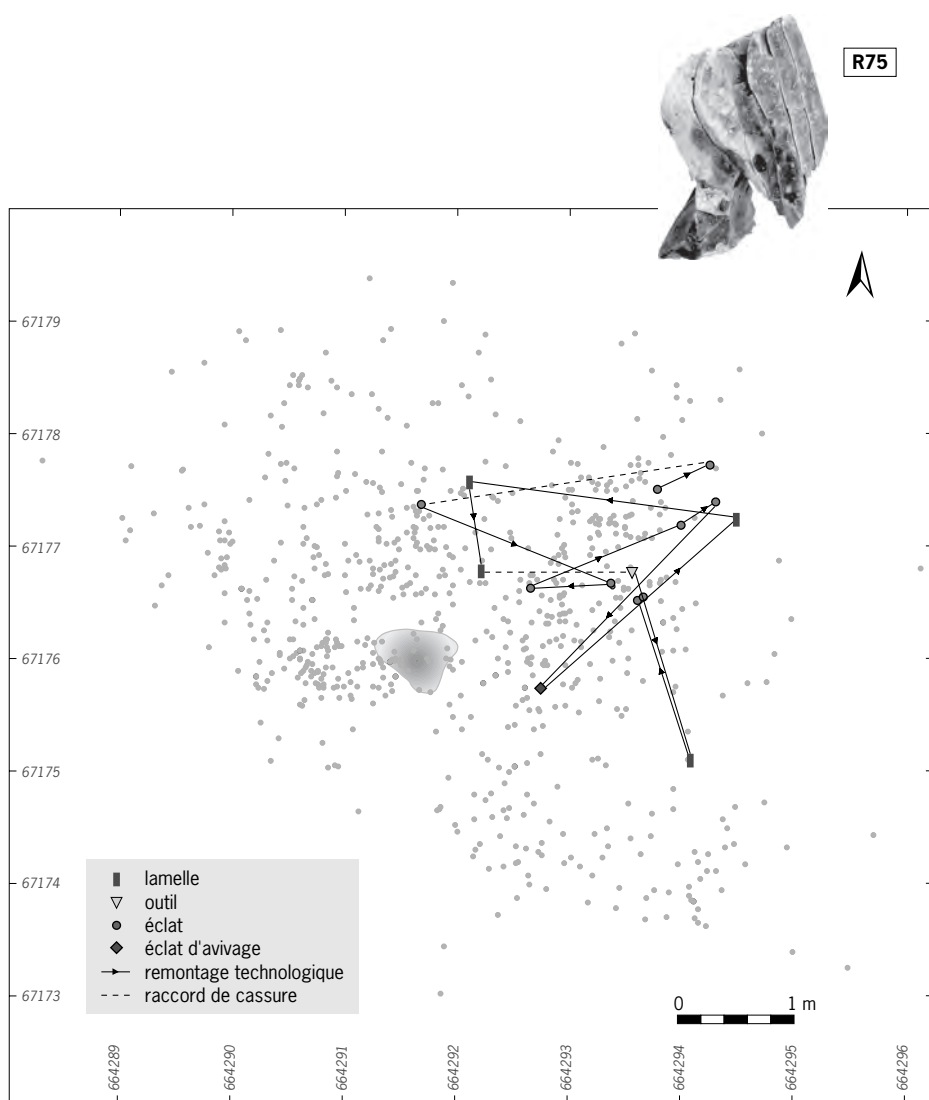 R75
67179
67178
67177
67176
67175
67174
67173
lamelle
outil
éclat
éclat d'avivage
remontage technologique
raccord de cassure
0 1 m
664289
664290
664291
664292
664293
664294
664295
664296